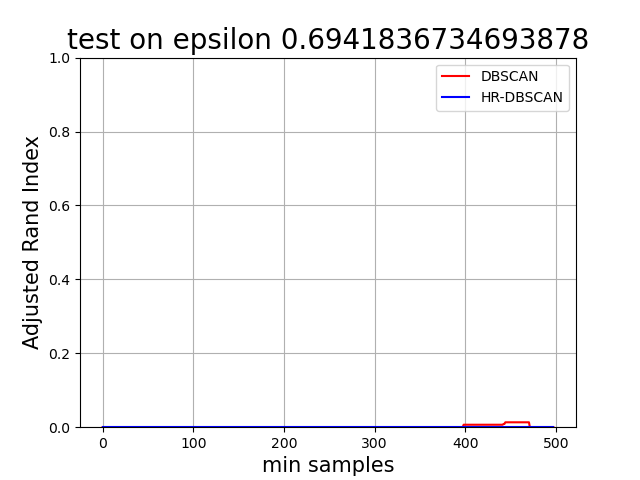 test on epsilon 0.6941836734693878
1.0
DBSCAN
HR-DBSCAN
0.8
0.6
Adjusted Rand Index
0.4
0.2
0.0
0 100 200 300 400 500
min samples